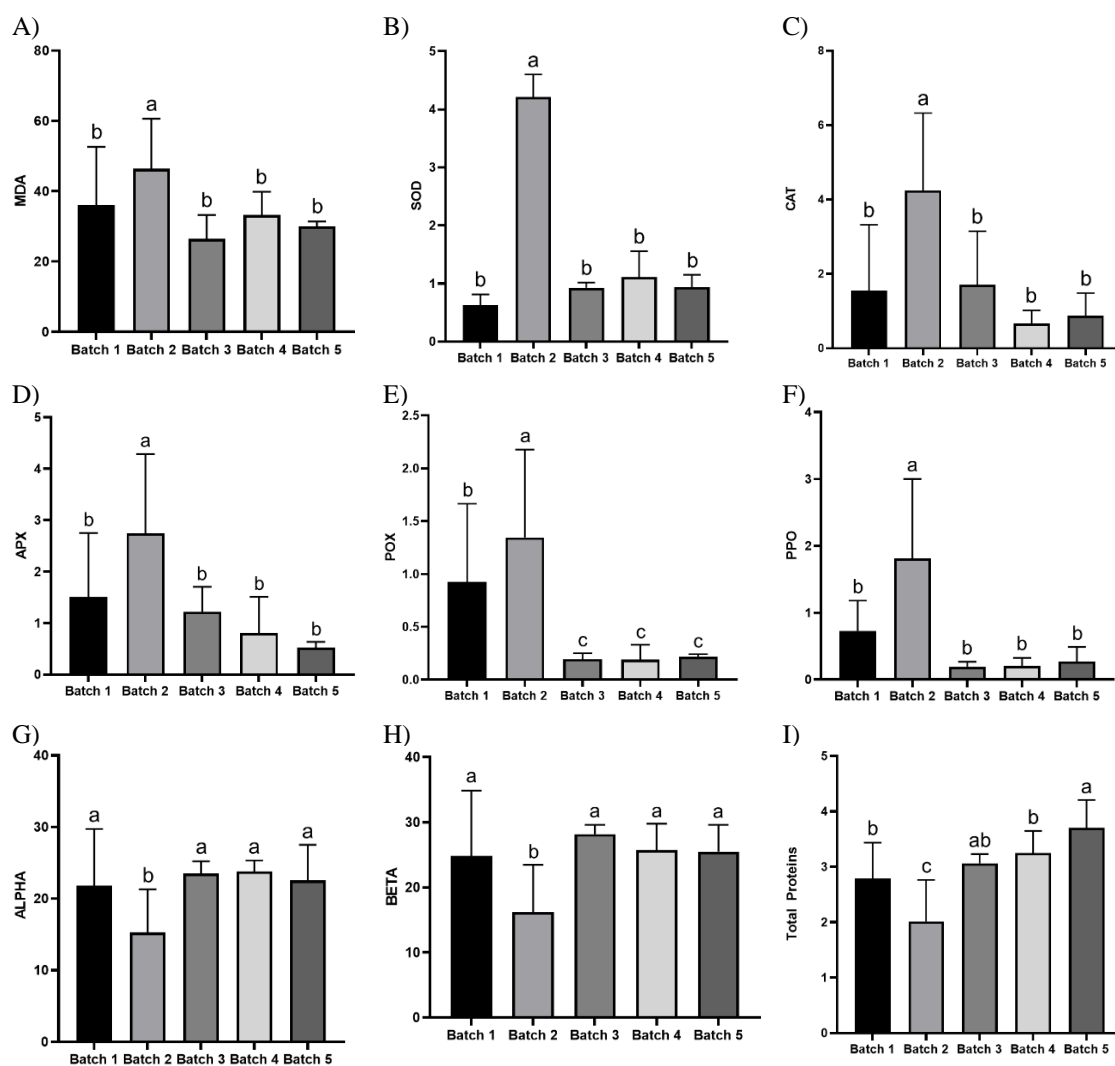 A)
80
60
40
20
0
MDA
b
a
b
b
b
Batch 1 Batch 2 Batch 3 Batch 4 Batch 5
B)
5
4
3
2
1
0
SOD
b
a
b
b
b
Batch 1 Batch 2 Batch 3 Batch 4 Batch 5
C)
8
6
4
2
0
CAT
b
a
b
b
b
Batch 1 Batch 2 Batch 3 Batch 4 Batch 5
D)
5
4
3
2
1
0
APX
b
a
b
b
b
Batch 1 Batch 2 Batch 3 Batch 4 Batch 5
E)
2.5
2.0
1.5
1.0
0.5
0.0
POX
b
a
c
c
c
Batch 1 Batch 2 Batch 3 Batch 4 Batch 5
F)
4
3
2
1
0
PPO
b
a
b
b
b
Batch 1 Batch 2 Batch 3 Batch 4 Batch 5
G)
40
30
20
10
0
ALPHA
a
b
a
a
a
Batch 1 Batch 2 Batch 3 Batch 4 Batch 5
H)
40
30
20
10
0
BETA
a
b
a
a
a
Batch 1 Batch 2 Batch 3 Batch 4 Batch 5
I)
5
4
3
2
1
0
Total Proteins
b
c
ab
b
a
Batch 1 Batch 2 Batch 3 Batch 4 Batch 5